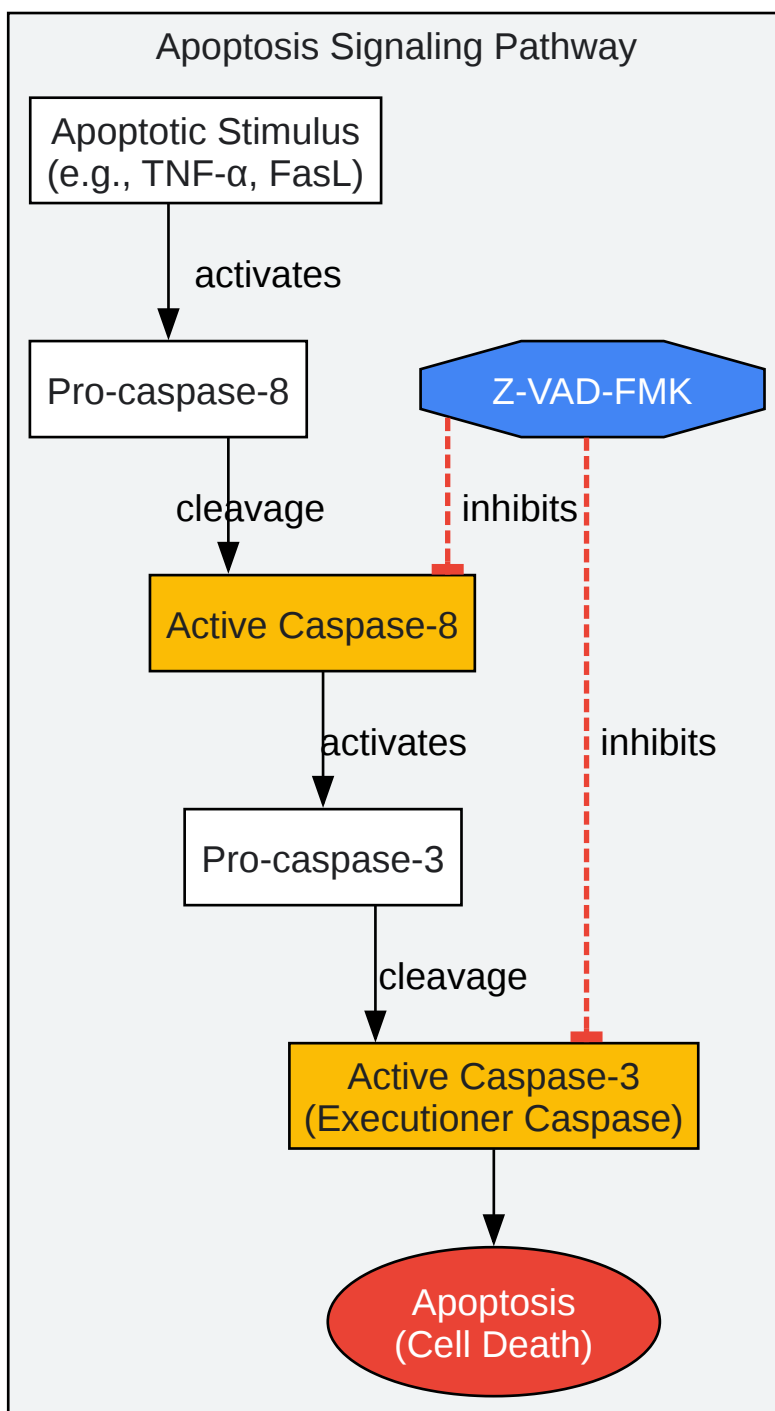 Apoptosis Signaling Pathway
Apoptotic Stimulus
(e.g., TNF-α, FasL)
activates
Pro-caspase-8
Z-VAD-FMK
cleavage
inhibits
Active Caspase-8
activates
inhibits
Pro-caspase-3
cleavage
Active Caspase-3
(Executioner Caspase)
Apoptosis
(Cell Death)